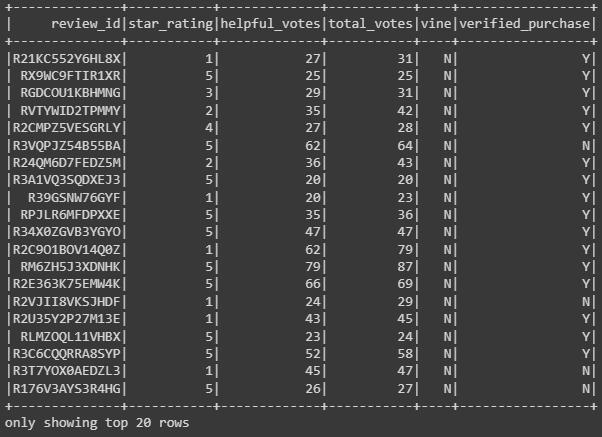 +--------------+-----------+-------------+-----------+----+-----------------+
|     review_id|star_rating|helpful_votes|total_votes|vine|verified_purchase|
+--------------+-----------+-------------+-----------+----+-----------------+
|R21KC552Y6HL8X|          1|           27|         31|   N|                Y|
| RX9WC9FTIR1XR|          5|           25|         25|   N|                Y|
| RGDCOU1KBHMNG|          3|           29|         31|   N|                Y|
| RVTYWID2TPMMY|          2|           35|         42|   N|                Y|
|R2CMPZ5VESGRLY|          4|           27|         28|   N|                Y|
|R3VQPJZ54B55BA|          5|           62|         64|   N|                N|
|R24QM6D7FEDZ5M|          2|           36|         43|   N|                Y|
|R3A1VQ3SQDXEJ3|          5|           20|         20|   N|                Y|
|  R39GSNW76GYF|          1|           20|         23|   N|                Y|
| RPJLR6MFDPXXE|          5|           35|         36|   N|                Y|
|R34X0ZGVB3YGYO|          5|           47|         47|   N|                Y|
|R2C9O1BOV14Q0Z|          1|           62|         79|   N|                Y|
| RM6ZH5J3XDNHK|          5|           79|         87|   N|                Y|
|R2E363K75EMW4K|          5|           66|         69|   N|                Y|
|R2VJII8VKSJHDF|          1|           24|         29|   N|                N|
|R2U35Y2P27M13E|          1|           43|         45|   N|                Y|
| RLMZOQL11VHBX|          5|           23|         24|   N|                Y|
|R3C6CQQRRA8SYP|          5|           52|         58|   N|                Y|
|R3T7YOX0AEDZL3|          1|           45|         47|   N|                N|
|R176V3AYS3R4HG|          5|           26|         27|   N|                N|
+--------------+-----------+-------------+-----------+----+-----------------+
only showing top 20 rows